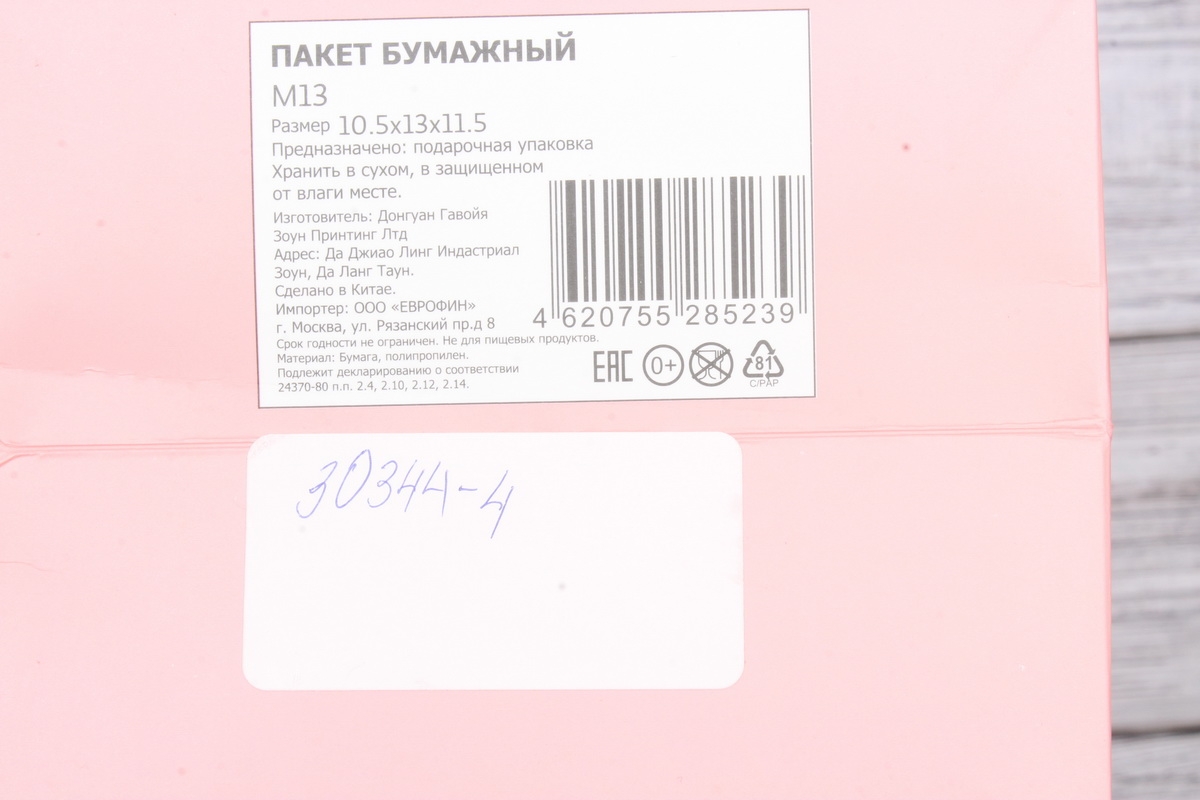 ПАКЕТ БУМАЖНЫЙ
М13
Размер 10.5x13x11.5
Предназначено: подарочная упаковка
Хранить в сухом, в защищенном
от влаги месте.
Изготовитель: Донгуан Гавойя
Зоун Принтинг Лтд
Адрес: Да Джиао Линг Индастриал
Зоун, Да Ланг Таун.
Сделано в Китае.
Импортер: ООО «ЕВРОФИН»
г. Москва, ул. Рязанский пр.д 8
Срок годности не ограничен. Не для пищевых продуктов.
Материал: Бумага, полипропилен.
Подлежит декларированию о соответствии
24370-80 п.п. 2.4, 2.10, 2.12, 2.14.
4 620755 285239
EAC 0+ 81
C/PAP
30344-4